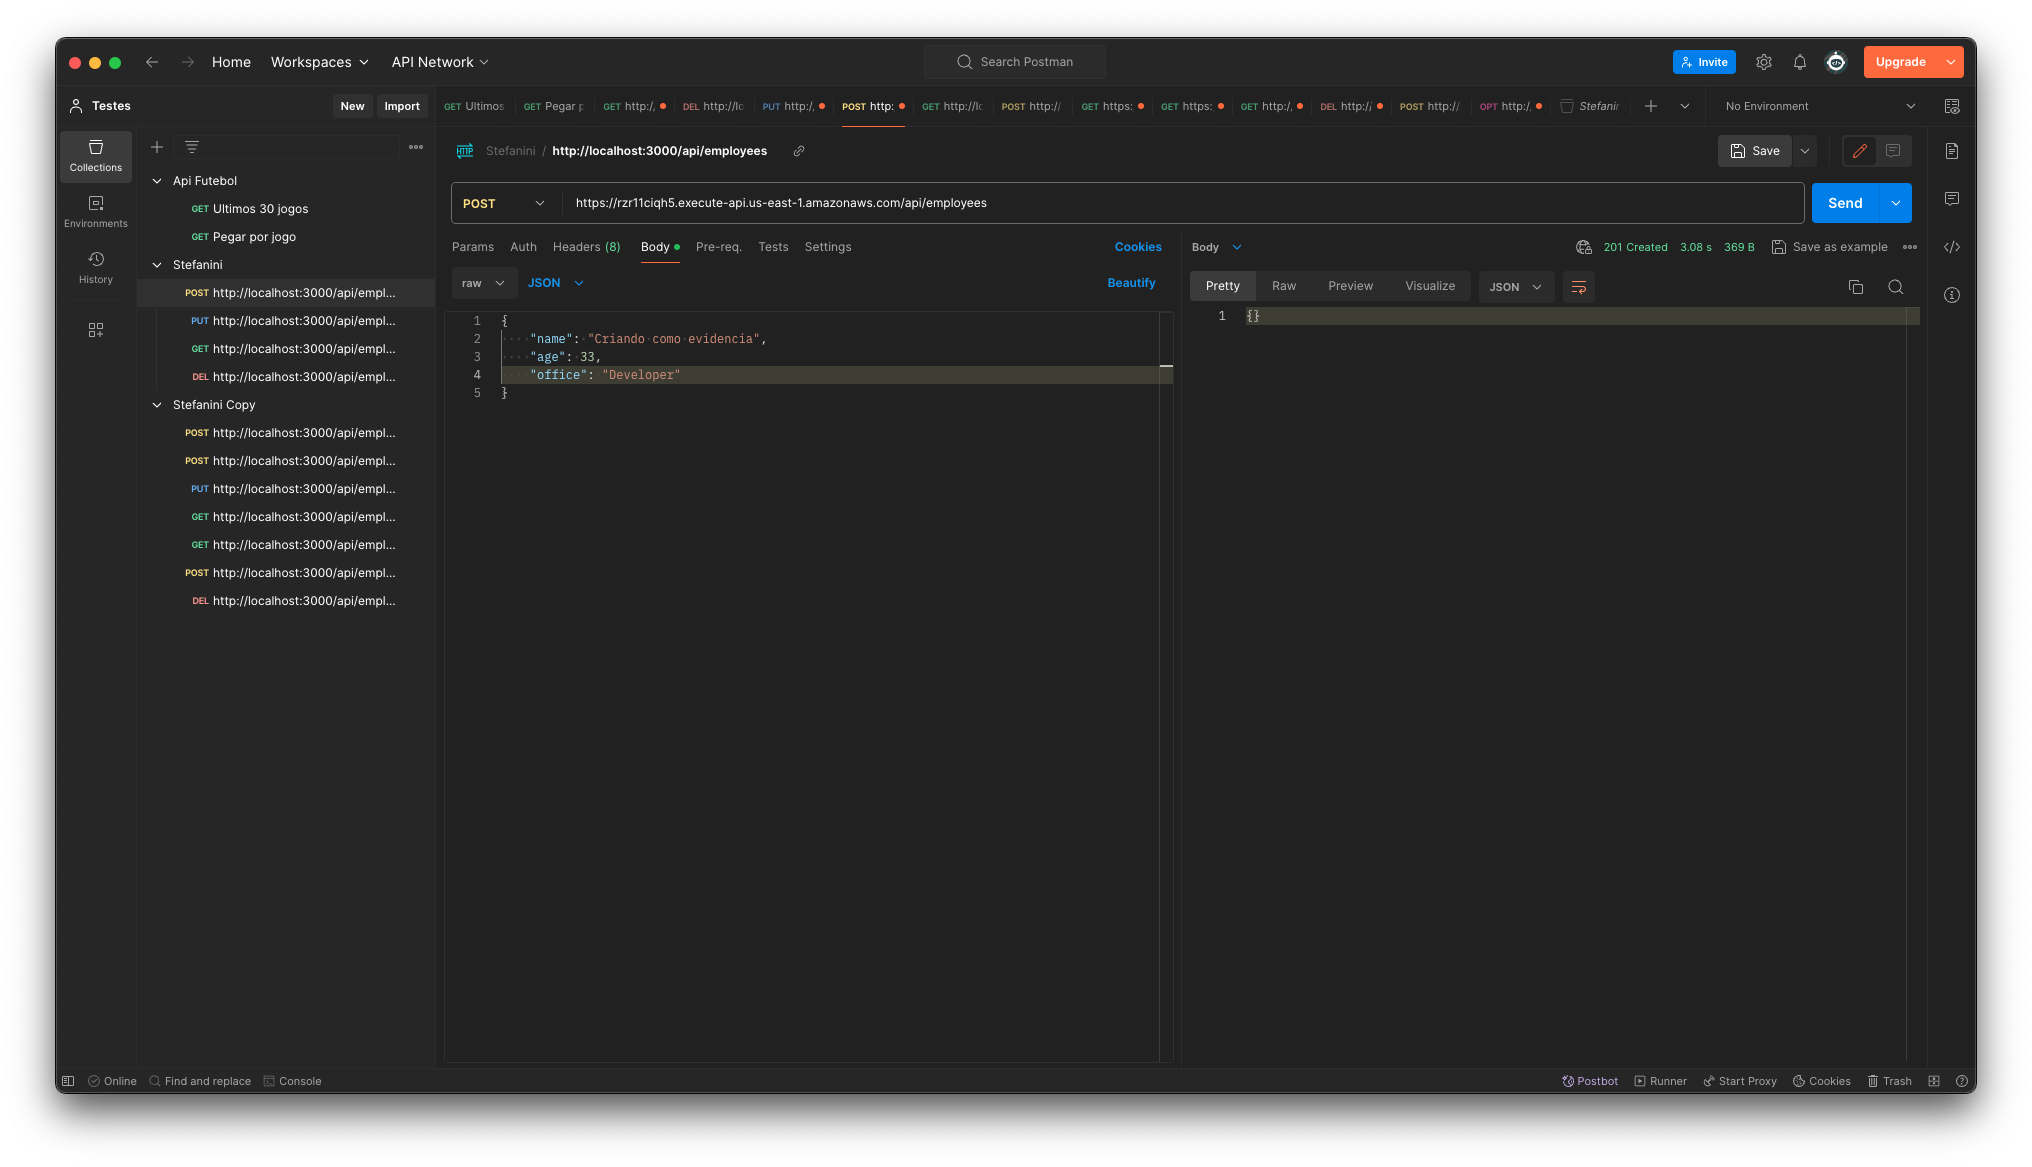 Home Workspaces API Network Search Postman Invite Upgrade
Testes New Import
GET Ultimos GET Pegar p GET http:/, DEL http://lo PUT http:/, POST http: GET http://lo POST http:// GET https: GET https: GET http:/, DEL http:// POST http:// OPT http:/, Stefanir No Environment
Collections
Environments
History
Api Futebol
GET Ultimos 30 jogos
GET Pegar por jogo
Stefanini
POST http://localhost:3000/api/empl...
PUT http://localhost:3000/api/empl...
GET http://localhost:3000/api/empl...
DEL http://localhost:3000/api/empl...
Stefanini Copy
POST http://localhost:3000/api/empl...
POST http://localhost:3000/api/empl...
PUT http://localhost:3000/api/empl...
GET http://localhost:3000/api/empl...
GET http://localhost:3000/api/empl...
POST http://localhost:3000/api/empl...
DEL http://localhost:3000/api/empl...
HTTP Stefanini / http://localhost:3000/api/employees Save
POST https://rzr11ciqh5.execute-api.us-east-1.amazonaws.com/api/employees Send
Params Auth Headers (8) Body Pre-req. Tests Settings Cookies
raw JSON Beautify
1 {
2 "name": "Criando como evidencia",
3 "age": 33,
4 "office": "Developer"
5 }
Body 201 Created 3.08 s 369 B Save as example
Pretty Raw Preview Visualize JSON
1 {}
Online Find and replace Console Postbot Runner Start Proxy Cookies Trash